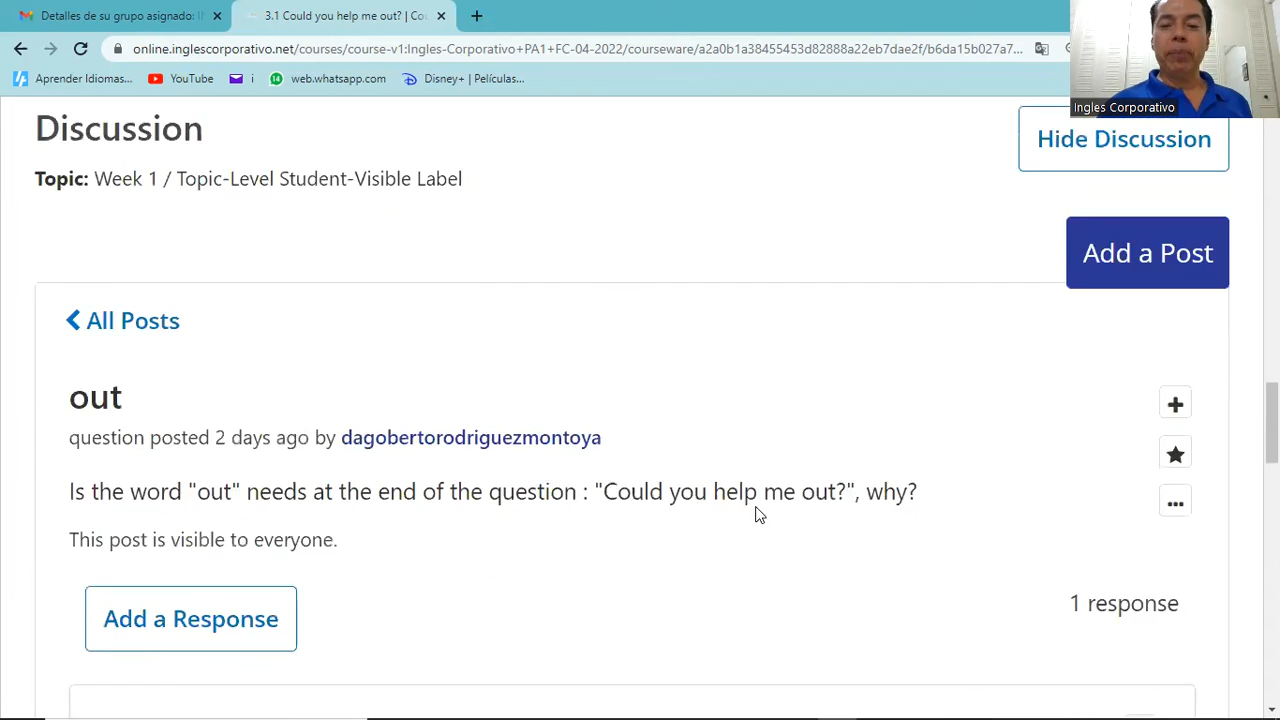 Detalles de su grupo asignado: I
3.1 Could you help me out? | Co
online.inglescorporativo.net/courses/course-v1:Ingles-Corporativo+PA1+FC-04-2022/courseware/a2a0b1a38455453d8c888a22eb7dae2f/b6da15b027a7...
Aprender Idiomas...
YouTube
i
web.whatsapp.com
Disney+ | Películas,...
Ingles Corporativo
Discussion
Hide Discussion
Topic: Week 1 / Topic-Level Student-Visible Label
Add a Post
All Posts
out
question posted 2 days ago by dagobertorodriguezmontoya
Is the word "out" needs at the end of the question : "Could you help me out?", why?
This post is visible to everyone.
Add a Response
1 response